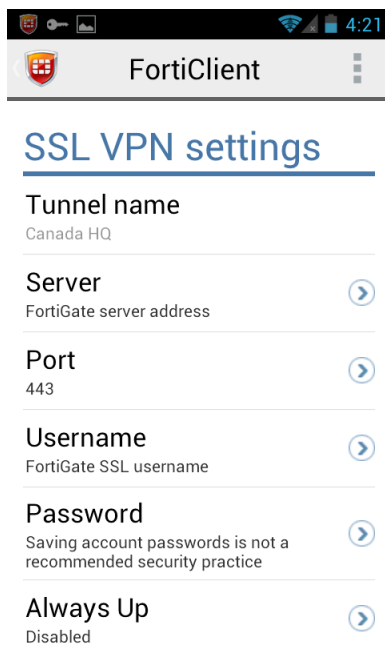 4:21
FortiClient
SSL VPN settings
Tunnel name
Canada HQ
Server
FortiGate server address
Port
443
Username
FortiGate SSL username
Password
Saving account passwords is not a
recommended security practice
Always Up
Disabled